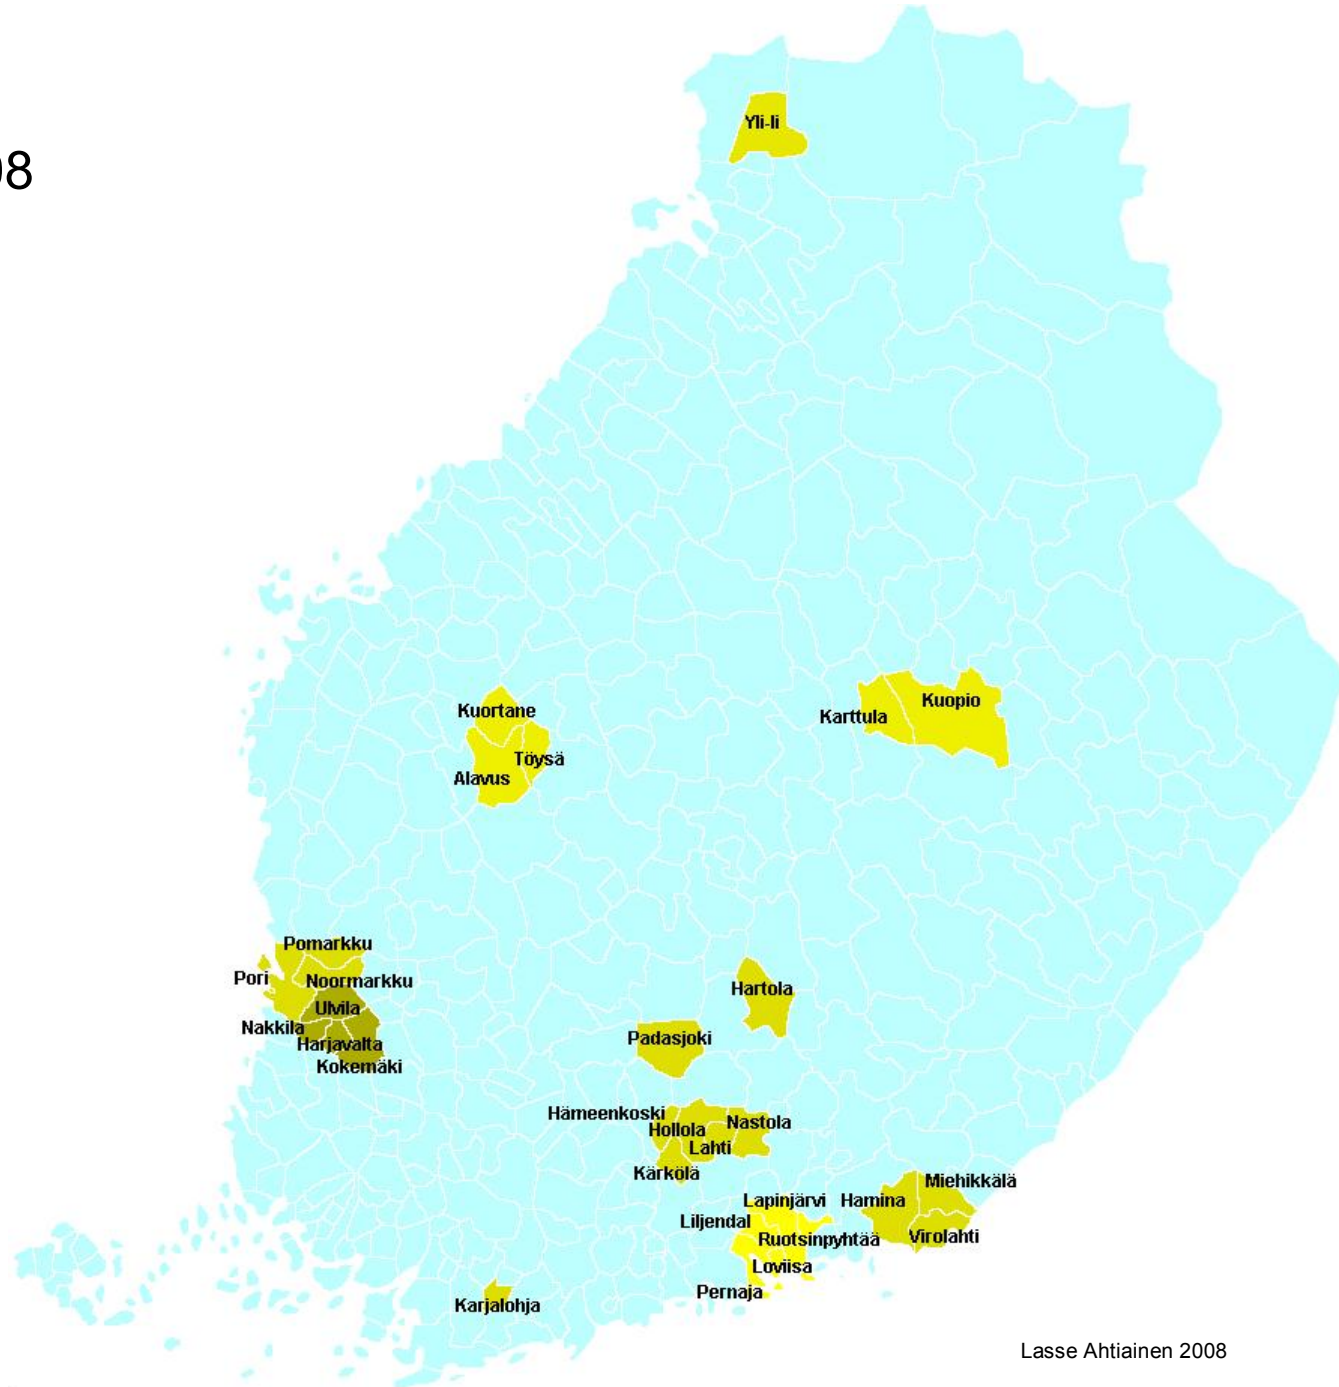 Yli-Ii
08
Kuortane
Töysä
Alavus
Karttula
Kuopio
Pomarkku
Pori
Noormarkku
Ulvila
Nakkila
Harjavalta
Kokemäki
Hartola
Padasjoki
Hämeenkoski
Hollola
Nastola
Lahti
Kärkölä
Lapinjärvi
Hamina
Miehikkälä
Liljendal
Ruotsinpyhtää
Virolahti
Loviisa
Pernaja
Karjalohja
Lasse Ahtiainen 2008